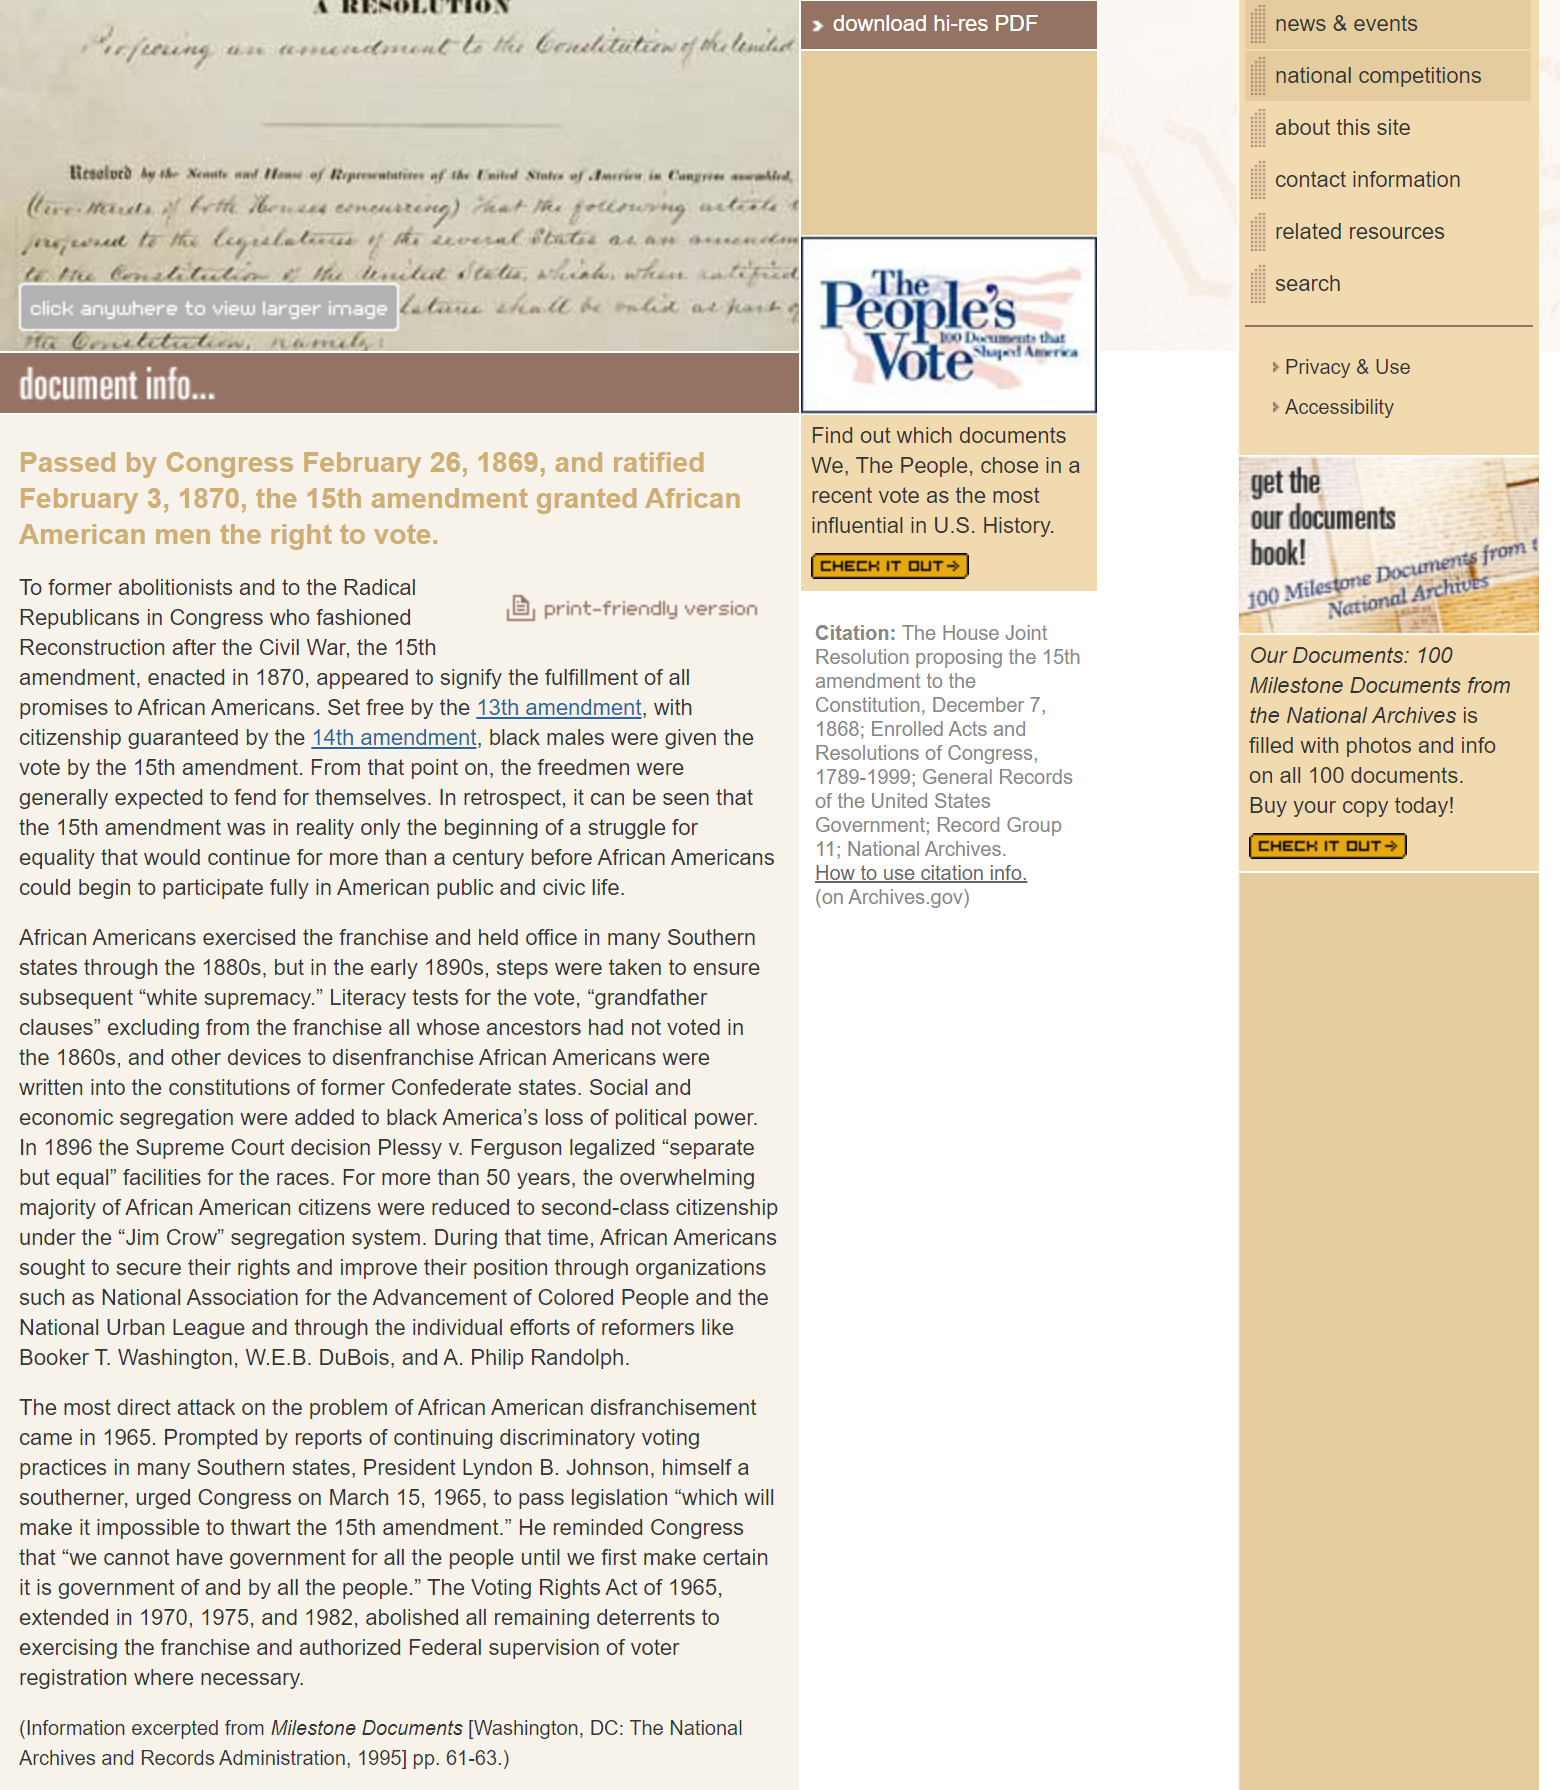 A RESOLUTION
Proposing an amendment to the Constitution of the United
Resolved by the Senate and House of Representatives of the United States of America in Congress assembled,
(two-thirds of both Houses concurring) that the following article
proposed to the legislatures of the several States as an amendm
to the Constitution of the United States, which, when ratified
click anywhere to view larger image
latures shall be valid as part of
the Constitution, namely:
document info...
Passed by Congress February 26, 1869, and ratified
February 3, 1870, the 15th amendment granted African
American men the right to vote.
print-friendly version
To former abolitionists and to the Radical
Republicans in Congress who fashioned
Reconstruction after the Civil War, the 15th
amendment, enacted in 1870, appeared to signify the fulfillment of all
promises to African Americans. Set free by the 13th amendment, with
citizenship guaranteed by the 14th amendment, black males were given the
vote by the 15th amendment. From that point on, the freedmen were
generally expected to fend for themselves. In retrospect, it can be seen that
the 15th amendment was in reality only the beginning of a struggle for
equality that would continue for more than a century before African Americans
could begin to participate fully in American public and civic life.
African Americans exercised the franchise and held office in many Southern
states through the 1880s, but in the early 1890s, steps were taken to ensure
subsequent “white supremacy.” Literacy tests for the vote, “grandfather
clauses” excluding from the franchise all whose ancestors had not voted in
the 1860s, and other devices to disenfranchise African Americans were
written into the constitutions of former Confederate states. Social and
economic segregation were added to black America’s loss of political power.
In 1896 the Supreme Court decision Plessy v. Ferguson legalized “separate
but equal” facilities for the races. For more than 50 years, the overwhelming
majority of African American citizens were reduced to second-class citizenship
under the “Jim Crow” segregation system. During that time, African Americans
sought to secure their rights and improve their position through organizations
such as National Association for the Advancement of Colored People and the
National Urban League and through the individual efforts of reformers like
Booker T. Washington, W.E.B. DuBois, and A. Philip Randolph.
The most direct attack on the problem of African American disfranchisement
came in 1965. Prompted by reports of continuing discriminatory voting
practices in many Southern states, President Lyndon B. Johnson, himself a
southerner, urged Congress on March 15, 1965, to pass legislation “which will
make it impossible to thwart the 15th amendment.” He reminded Congress
that “we cannot have government for all the people until we first make certain
it is government of and by all the people.” The Voting Rights Act of 1965,
extended in 1970, 1975, and 1982, abolished all remaining deterrents to
exercising the franchise and authorized Federal supervision of voter
registration where necessary.
(Information excerpted from Milestone Documents [Washington, DC: The National
Archives and Records Administration, 1995] pp. 61-63.)
download hi-res PDF
The
People's
Vote
100 Documents that
Shaped America
Find out which documents
We, The People, chose in a
recent vote as the most
influential in U.S. History.
CHECK IT OUT
Citation: The House Joint
Resolution proposing the 15th
amendment to the
Constitution, December 7,
1868; Enrolled Acts and
Resolutions of Congress,
1789-1999; General Records
of the United States
Government; Record Group
11; National Archives.
How to use citation info.
(on Archives.gov)
news & events
national competitions
about this site
contact information
related resources
search
Privacy & Use
Accessibility
get the
our documents
book!
100 Milestone Documents from t
National Archives
Our Documents: 100
Milestone Documents from
the National Archives is
filled with photos and info
on all 100 documents.
Buy your copy today!
CHECK IT OUT